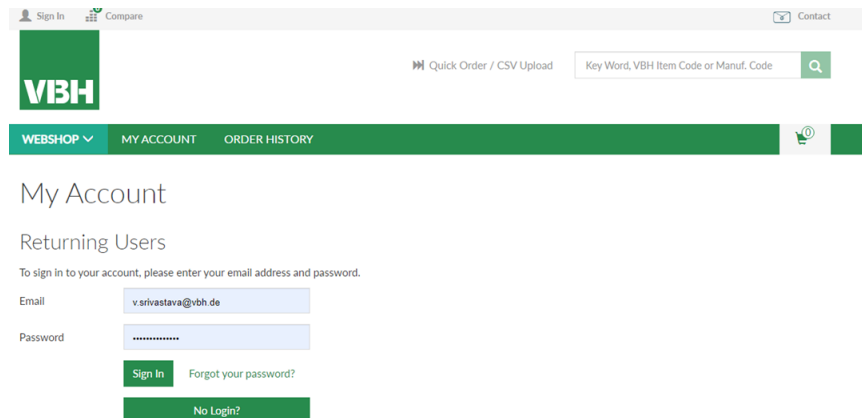 Sign In 0 Compare Contact
VBH
Quick Order / CSV Upload Key Word, VBH Item Code or Manuf. Code
WEBSHOP MY ACCOUNT ORDER HISTORY 0
My Account
Returning Users
To sign in to your account, please enter your email address and password.
Email v.srivastava@vbh.de
Password ••••••••••••••
Sign In Forgot your password?
No Login?